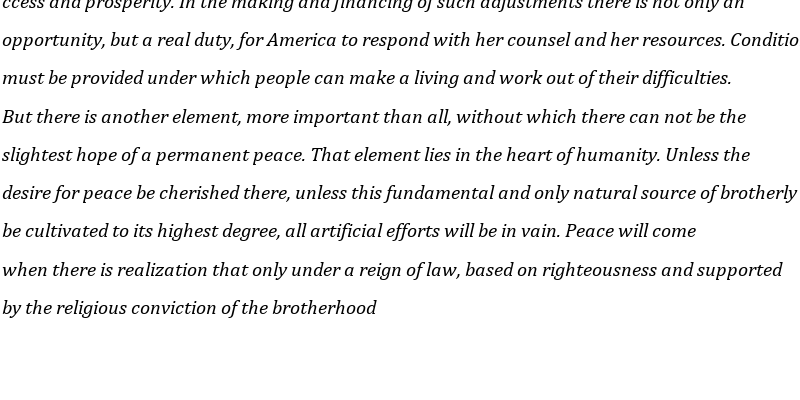 ccess and prosperity. In the making and financing of such adjustments there is not only an
opportunity, but a real duty, for America to respond with her counsel and her resources. Conditio
must be provided under which people can make a living and work out of their difficulties.
But there is another element, more important than all, without which there can not be the
slightest hope of a permanent peace. That element lies in the heart of humanity. Unless the
desire for peace be cherished there, unless this fundamental and only natural source of brotherly
be cultivated to its highest degree, all artificial efforts will be in vain. Peace will come
when there is realization that only under a reign of law, based on righteousness and supported
by the religious conviction of the brotherhood